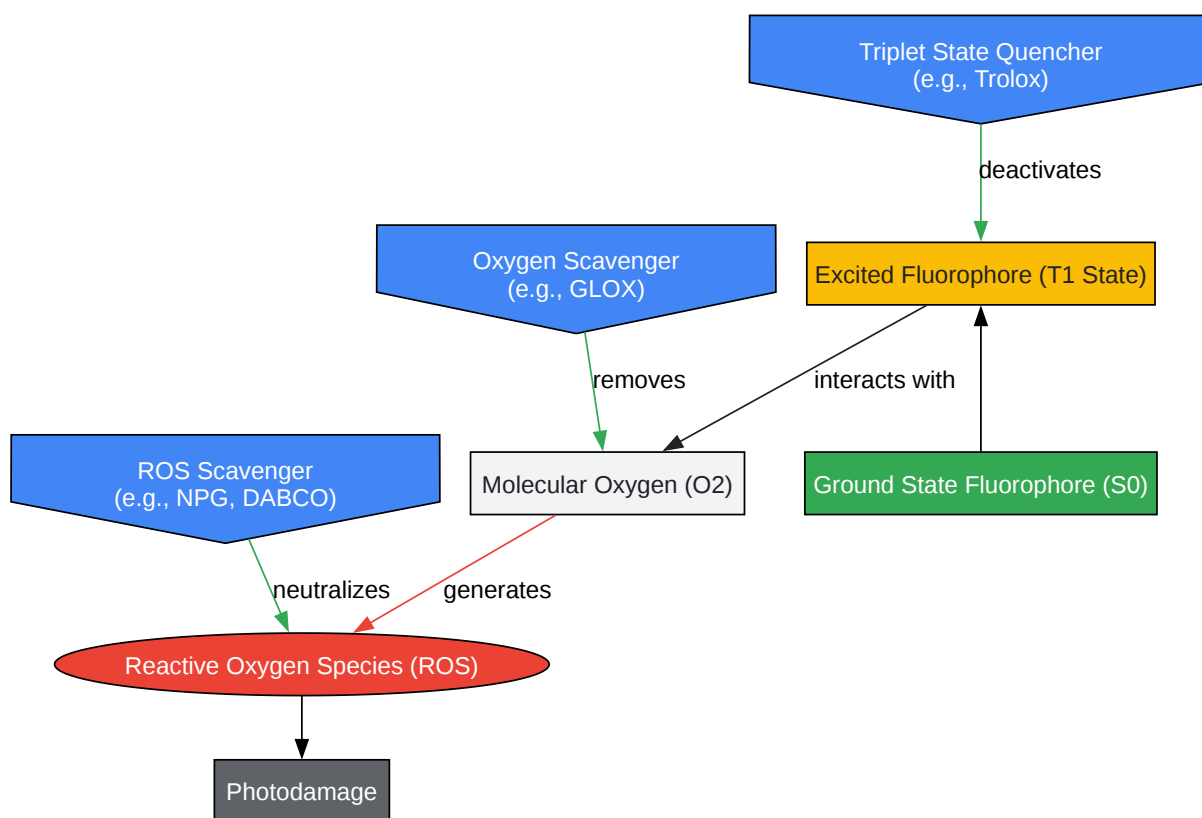 Triplet State Quencher
(e.g., Trolox)
deactivates
Oxygen Scavenger
(e.g., GLOX)
Excited Fluorophore (T1 State)
removes
interacts with
ROS Scavenger
(e.g., NPG, DABCO)
Molecular Oxygen (O2)
Ground State Fluorophore (S0)
neutralizes
generates
Reactive Oxygen Species (ROS)
Photodamage